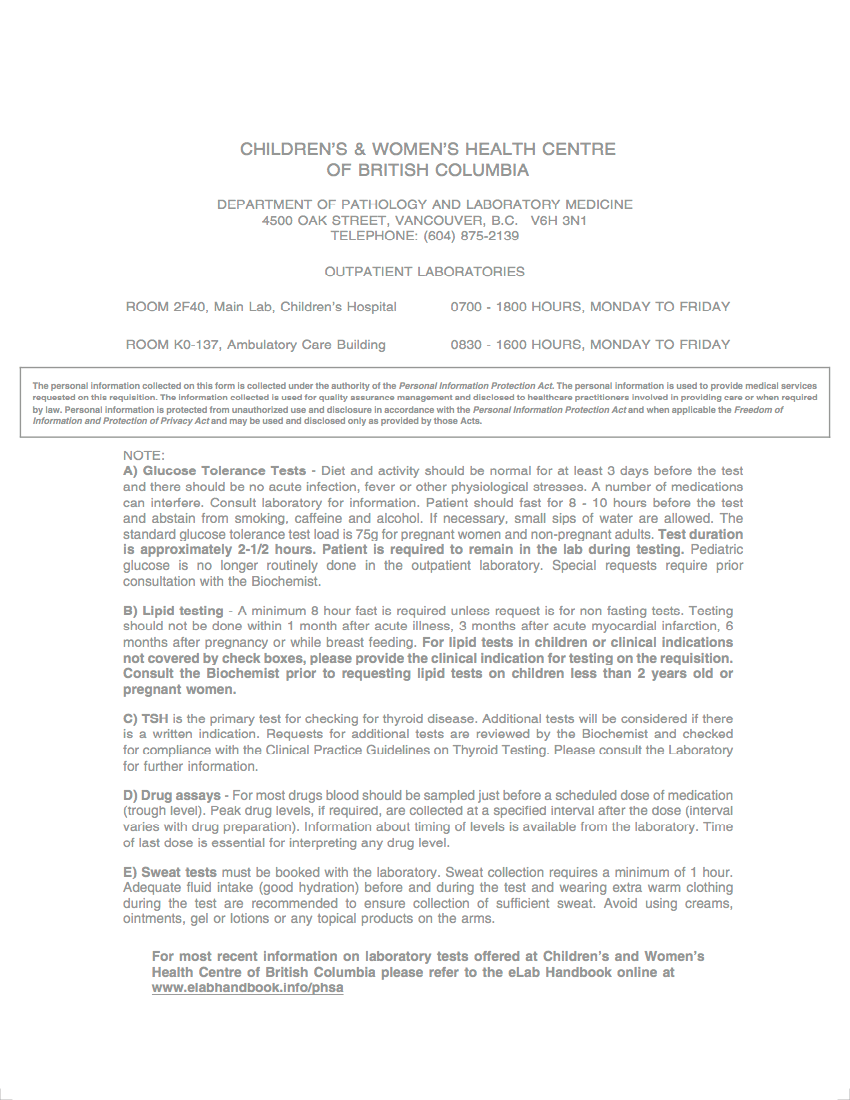 CHILDREN'S & WOMEN'S HEALTH CENTRE
OF BRITISH COLUMBIA
DEPARTMENT OF PATHOLOGY AND LABORATORY MEDICINE
4500 OAK STREET, VANCOUVER, B.C. V6H 3N1
TELEPHONE: (604) 875-2139
OUTPATIENT LABORATORIES
ROOM 2F40, Main Lab, Children's Hospital 0700 - 1800 HOURS, MONDAY TO FRIDAY
ROOM K0-137, Ambulatory Care Building 0830 - 1600 HOURS, MONDAY TO FRIDAY
The personal information collected on this form is collected under the authority of the Personal Information Protection Act. The personal information is used to provide medical services
requested on this requisition. The information collected is used for quality assurance management and disclosed to healthcare practitioners involved in providing care or when required
by law. Personal information is protected from unauthorized use and disclosure in accordance with the Personal Information Protection Act and when applicable the Freedom of
Information and Protection of Privacy Act and may be used and disclosed only as provided by those Acts.
NOTE:
A) Glucose Tolerance Tests - Diet and activity should be normal for at least 3 days before the test
and there should be no acute infection, fever or other physiological stresses. A number of medications
can interfere. Consult laboratory for information. Patient should fast for 8 - 10 hours before the test
and abstain from smoking, caffeine and alcohol. If necessary, small sips of water are allowed. The
standard glucose tolerance test load is 75g for pregnant women and non-pregnant adults. Test duration
is approximately 2-1/2 hours. Patient is required to remain in the lab during testing. Pediatric
glucose is no longer routinely done in the outpatient laboratory. Special requests require prior
consultation with the Biochemist.
B) Lipid testing - A minimum 8 hour fast is required unless request is for non fasting tests. Testing
should not be done within 1 month after acute illness, 3 months after acute myocardial infarction, 6
months after pregnancy or while breast feeding. For lipid tests in children or clinical indications
not covered by check boxes, please provide the clinical indication for testing on the requisition.
Consult the Biochemist prior to requesting lipid tests on children less than 2 years old or
pregnant women.
C) TSH is the primary test for checking for thyroid disease. Additional tests will be considered if there
is a written indication. Requests for additional tests are reviewed by the Biochemist and checked
for compliance with the Clinical Practice Guidelines on Thyroid Testing. Please consult the Laboratory
for further information.
D) Drug assays - For most drugs blood should be sampled just before a scheduled dose of medication
(trough level). Peak drug levels, if required, are collected at a specified interval after the dose (interval
varies with drug preparation). Information about timing of levels is available from the laboratory. Time
of last dose is essential for interpreting any drug level.
E) Sweat tests must be booked with the laboratory. Sweat collection requires a minimum of 1 hour.
Adequate fluid intake (good hydration) before and during the test and wearing extra warm clothing
during the test are recommended to ensure collection of sufficient sweat. Avoid using creams,
ointments, gel or lotions or any topical products on the arms.
For most recent information on laboratory tests offered at Children's and Women's
Health Centre of British Columbia please refer to the eLab Handbook online at
www.elabhandbook.info/phsa